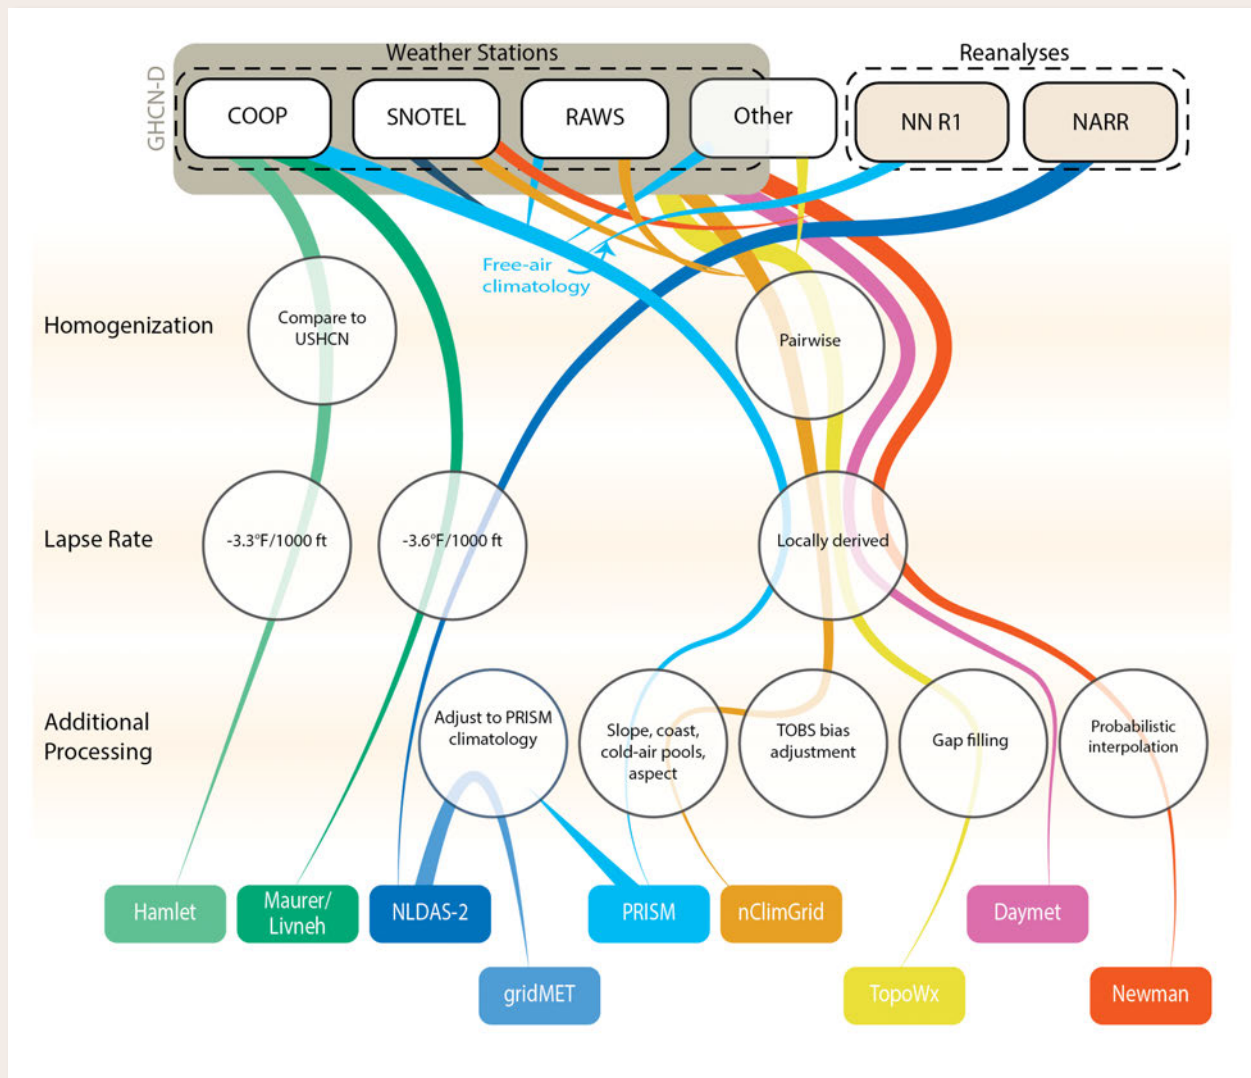 Weather Stations
Reanalyses
GHCN-D
COOP
SNOTEL
RAWS
Other
NN R1
NARR
Free-air
climatology
Homogenization
Compare to
USHCN
Pairwise
Lapse Rate
-3.3°F/1000 ft
-3.6°F/1000 ft
Locally derived
Additional
Processing
Adjust to PRISM
climatology
Slope, coast,
cold-air pools,
aspect
TOBS bias
adjustment
Gap filling
Probabilistic
interpolation
Hamlet
Maurer/
Livneh
NLDAS-2
PRISM
nClimGrid
Daymet
gridMET
TopoWx
Newman